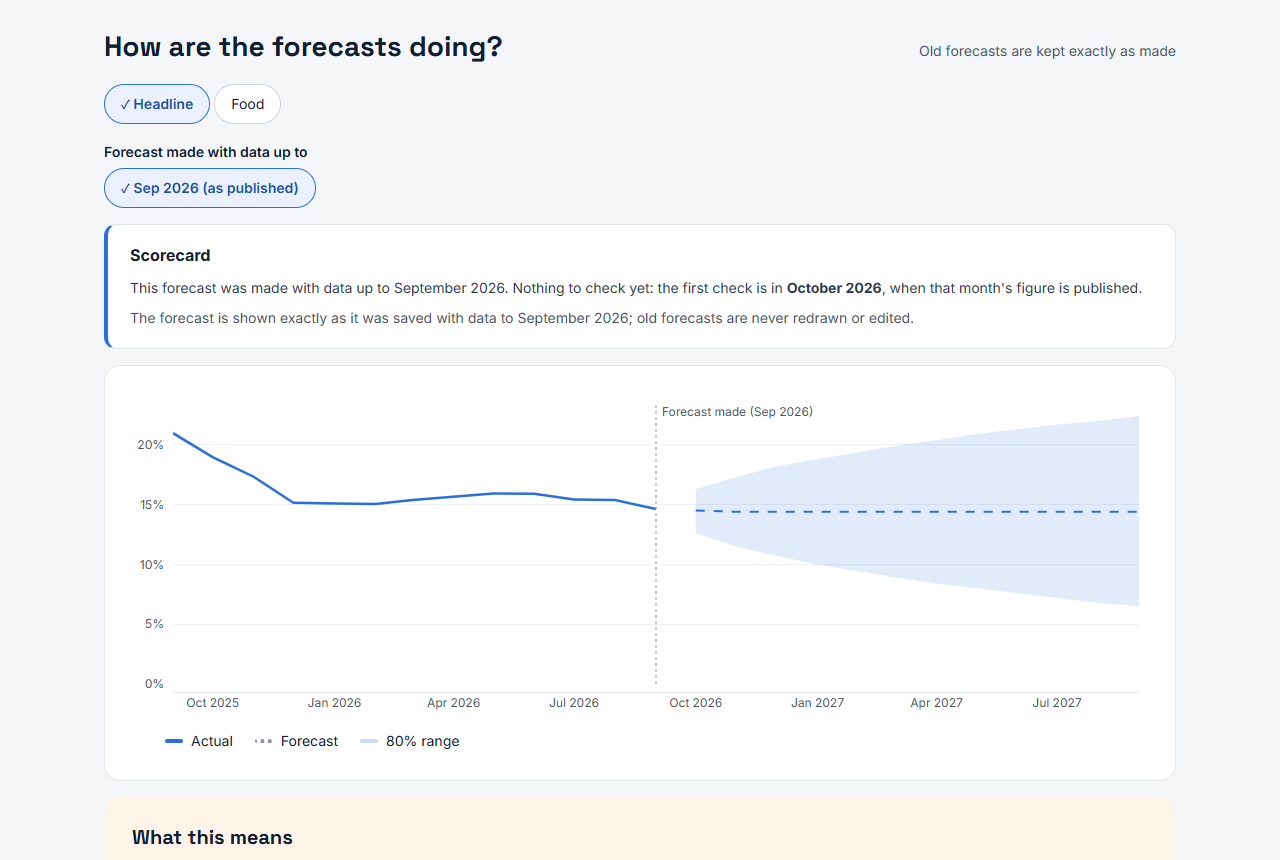 How are the forecasts doing?
Old forecasts are kept exactly as made
✓ Headline
Food
Forecast made with data up to
✓ Sep 2026 (as published)
Scorecard
This forecast was made with data up to September 2026. Nothing to check yet: the first check is in October 2026, when that month's figure is published.
The forecast is shown exactly as it was saved with data to September 2026; old forecasts are never redrawn or edited.
Forecast made (Sep 2026)
20%
15%
10%
5%
0%
Oct 2025 Jan 2026 Apr 2026 Jul 2026 Oct 2026 Jan 2027 Apr 2027 Jul 2027
Actual Forecast 80% range
What this means